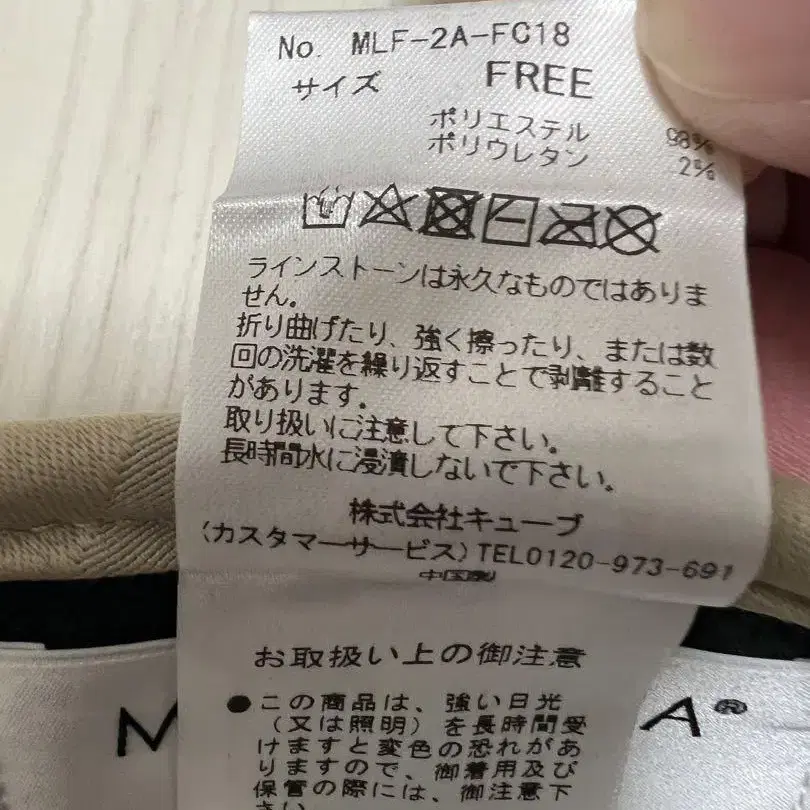 No. MLF-2A-FC18
サイズ FREE
ポリエステル 98%
ポリウレタン 2%
ラインストーンは永久なものではありま
せん。
折り曲げたり、強く擦ったり、または数
回の洗濯を繰り返すことで剥離すること
があります。
取り扱いに注意して下さい。
長時間水に浸漬しないで下さい。
株式会社キューブ
(カスタマーサービス)TEL0120-973-691
中国製
お取扱い上の御注意
●この商品は、強い日光
(又は照明)を長時間受
けますと変色の恐れがあ
りますので、御着用及び
保管の際には、御注意下
さい
M
A®